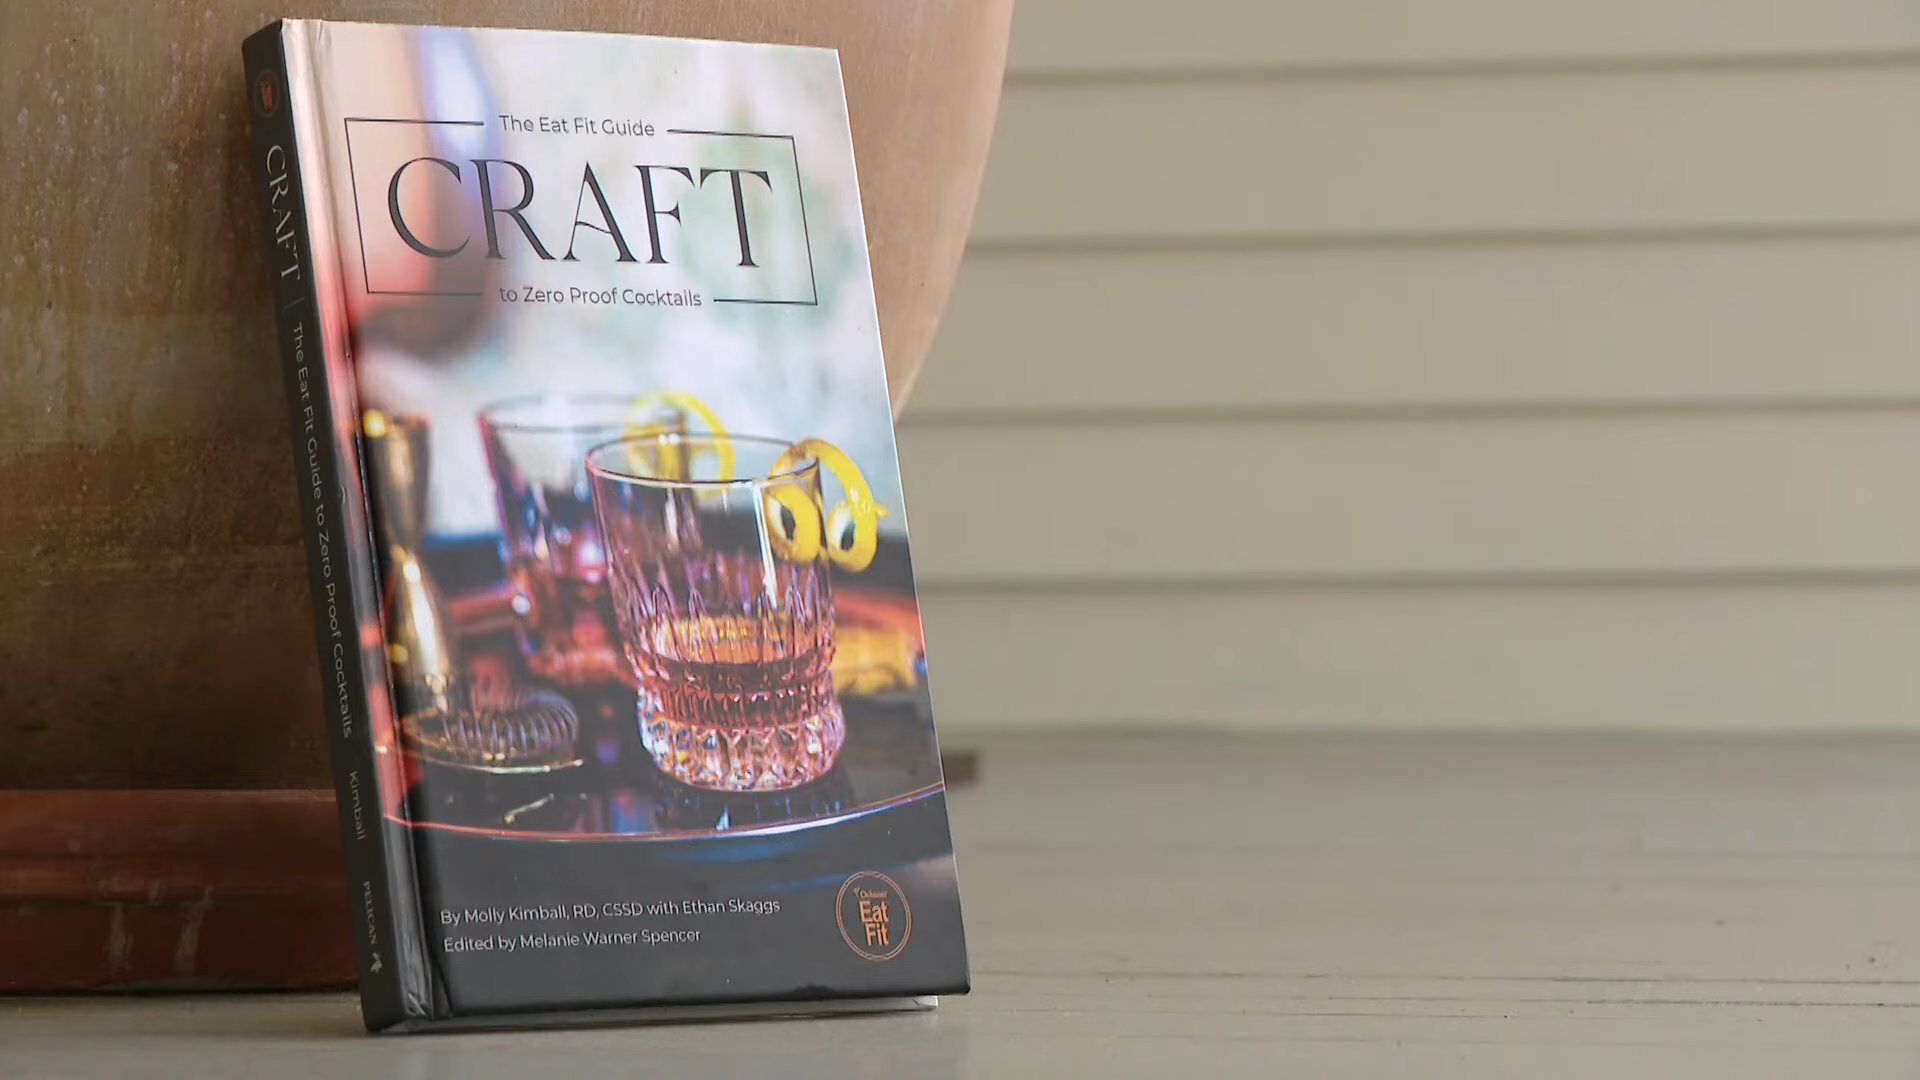 The Eat Fit Guide
CRAFT
to Zero Proof Cocktails
By Molly Kimball, RD, CSSD with Ethan Skaggs
Edited by Melanie Warner Spencer
Ochsner
Eat
Fit
CRAFT | The Eat Fit Guide to Zero Proof Cocktails Kimball PELICAN